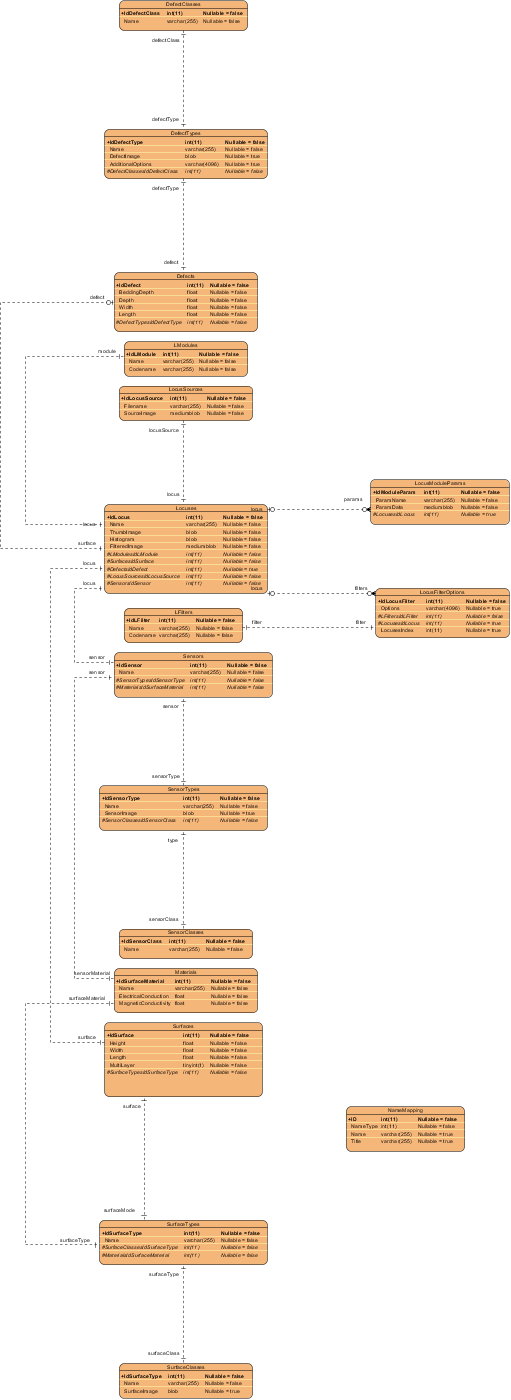 DefectClasses
+IdDefectClass int(11) Nullable = false
Name varchar(255) Nullable = false
defectClass
defectType
DefectTypes
+IdDefectType int(11) Nullable = false
Name varchar(255) Nullable = false
DefectImage blob Nullable = true
AdditionalOptions varchar(4096) Nullable = true
#DefectClassesIdDefectClass int(11) Nullable = false
defectType
defect
Defects
+IdDefect int(11) Nullable = false
BeddingDepth float Nullable = false
Depth float Nullable = false
Width float Nullable = false
Length float Nullable = false
#DefectTypesIdDefectType int(11) Nullable = false
defect
LModules
+IdLModule int(11) Nullable = false
Name varchar(255) Nullable = false
Codename varchar(255) Nullable = false
module
LocusSources
+IdLocusSource int(11) Nullable = false
Filename varchar(255) Nullable = false
SourceImage mediumblob Nullable = false
locusSource
locus
Locuses
+IdLocus int(11) Nullable = false
Name varchar(255) Nullable = false
ThumbImage blob Nullable = false
Histogram blob Nullable = false
FilteredImage mediumblob Nullable = false
#LModulesIdLModule int(11) Nullable = false
#SurfacesIdSurface int(11) Nullable = false
#DefectsIdDefect int(11) Nullable = true
#LocusSourcesIdLocusSource int(11) Nullable = false
#SensorsIdSensor int(11) Nullable = false
locus
surface
locus
locus
locus
locus
params
LocusModuleParams
+IdModuleParam int(11) Nullable = false
ParamName varchar(255) Nullable = false
ParamData mediumblob Nullable = false
#LocusesIdLocus int(11) Nullable = true
filters
LocusFilterOptions
+IdLocusFilter int(11) Nullable = false
Options varchar(4096) Nullable = true
#LFiltersIdLFilter int(11) Nullable = false
#LocusesIdLocus int(11) Nullable = true
LocusesIndex int(11) Nullable = true
LFilters
+IdLFilter int(11) Nullable = false
Name varchar(255) Nullable = false
Codename varchar(255) Nullable = false
filter
filter
Sensors
+IdSensor int(11) Nullable = false
Name varchar(255) Nullable = false
#SensorTypesIdSensorType int(11) Nullable = false
#MaterialsIdSurfaceMaterial int(11) Nullable = false
sensor
sensor
sensor
sensorType
SensorTypes
+IdSensorType int(11) Nullable = false
Name varchar(255) Nullable = false
SensorImage blob Nullable = true
#SensorClassesIdSensorClass int(11) Nullable = false
type
sensorClass
SensorClasses
+IdSensorClass int(11) Nullable = false
Name varchar(255) Nullable = false
Materials
+IdSurfaceMaterial int(11) Nullable = false
Name varchar(255) Nullable = false
ElectricalConduction float Nullable = false
MagneticConductivity float Nullable = false
sensorMaterial
surfaceMaterial
Surfaces
+IdSurface int(11) Nullable = false
Height float Nullable = false
Width float Nullable = false
Length float Nullable = false
MultiLayer tinyint(1) Nullable = false
#SurfaceTypesIdSurfaceType int(11) Nullable = false
surface
surface
surfaceMode
NameMapping
+ID int(11) Nullable = false
NameType int(11) Nullable = false
Name varchar(255) Nullable = true
Title varchar(255) Nullable = true
SurfaceTypes
+IdSurfaceType int(11) Nullable = false
Name varchar(255) Nullable = false
#SurfaceClassesIdSurfaceType int(11) Nullable = false
#MaterialsIdSurfaceMaterial int(11) Nullable = false
surfaceType
surfaceType
surfaceClass
SurfaceClasses
+IdSurfaceType int(11) Nullable = false
Name varchar(255) Nullable = false
SurfaceImage blob Nullable = true